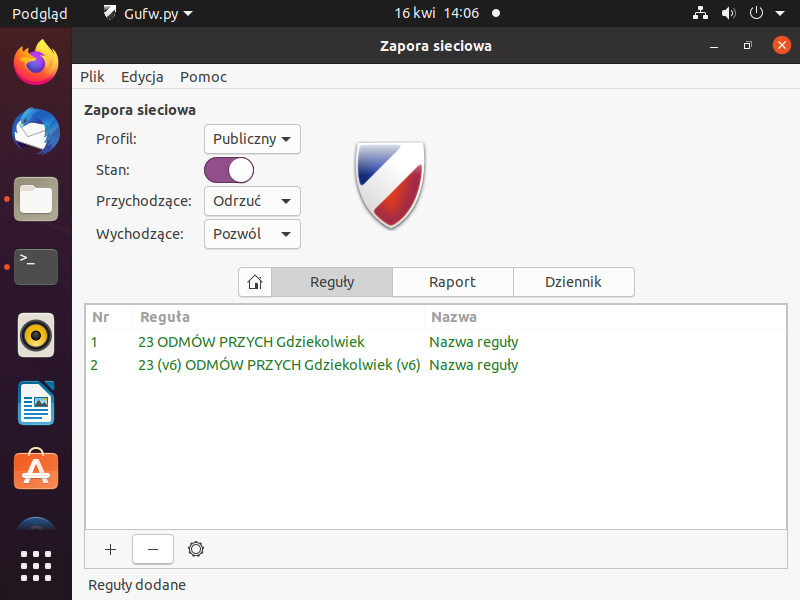 Podgląd Gufw.py 16 kwi 14:06
Zapora sieciowa
Plik Edycja Pomoc
Zapora sieciowa
Profil: Publiczny
Stan:
Przychodzące: Odrzuć
Wychodzące: Pozwól
Reguły Raport Dziennik
Nr Reguła Nazwa
1 23 ODMÓW PRZYCH Gdziekolwiek Nazwa reguły
2 23 (v6) ODMÓW PRZYCH Gdziekolwiek (v6) Nazwa reguły
Reguły dodane